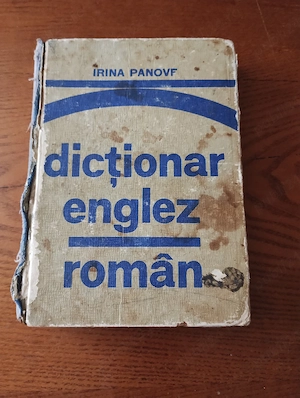 IRINA PANOVF
dicționar
englez
român